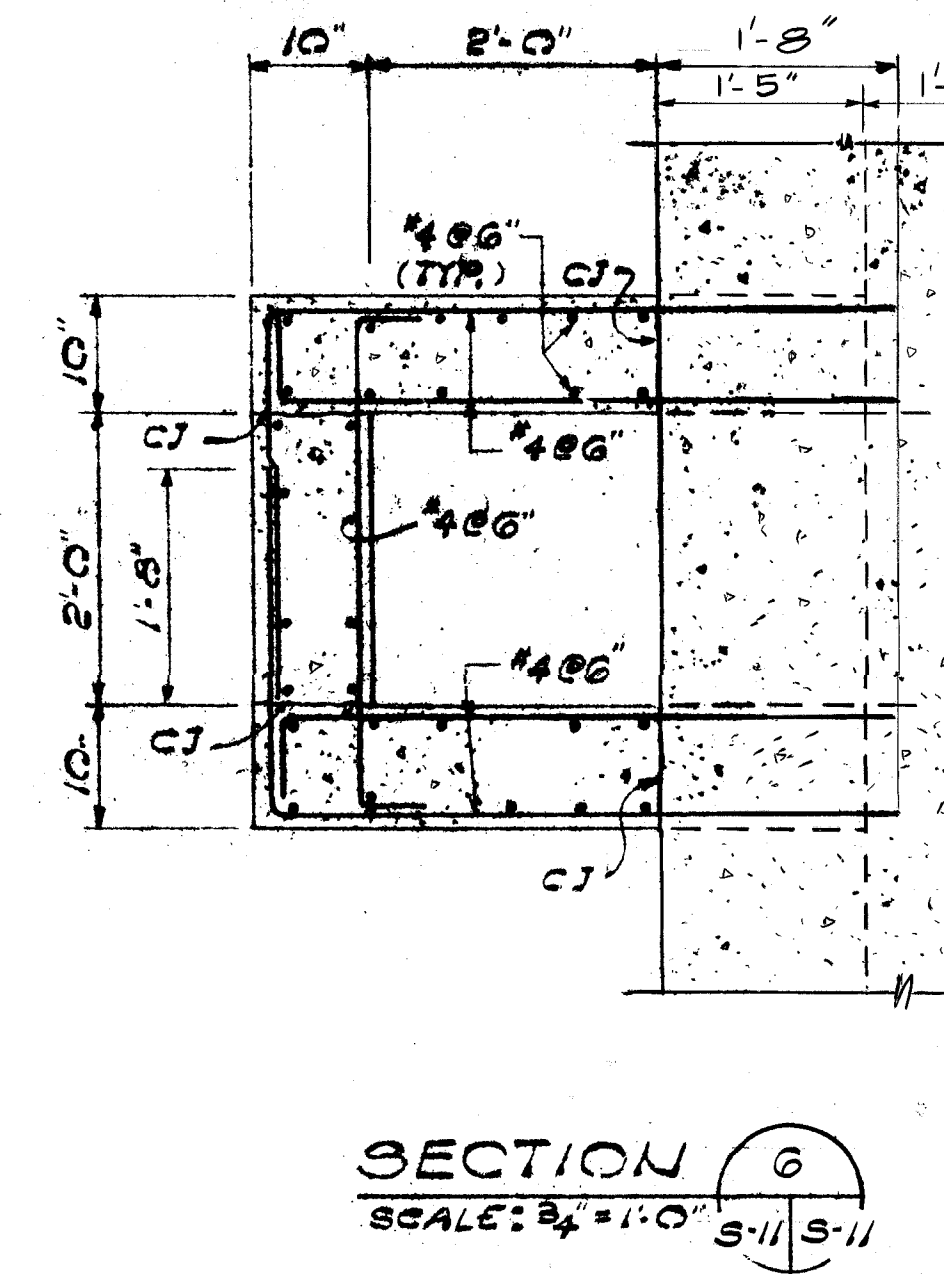 10" 2'-0" 1'-8"
1'-5" 1'-
#4@6"
(TYP.) CJ
10"
CJ #4@6"
#4@6"
2'-0" 1'-8"
#4@6"
CJ
10"
CJ
SECTION 6
SCALE: 3/4" = 1'-0" S-11 S-11